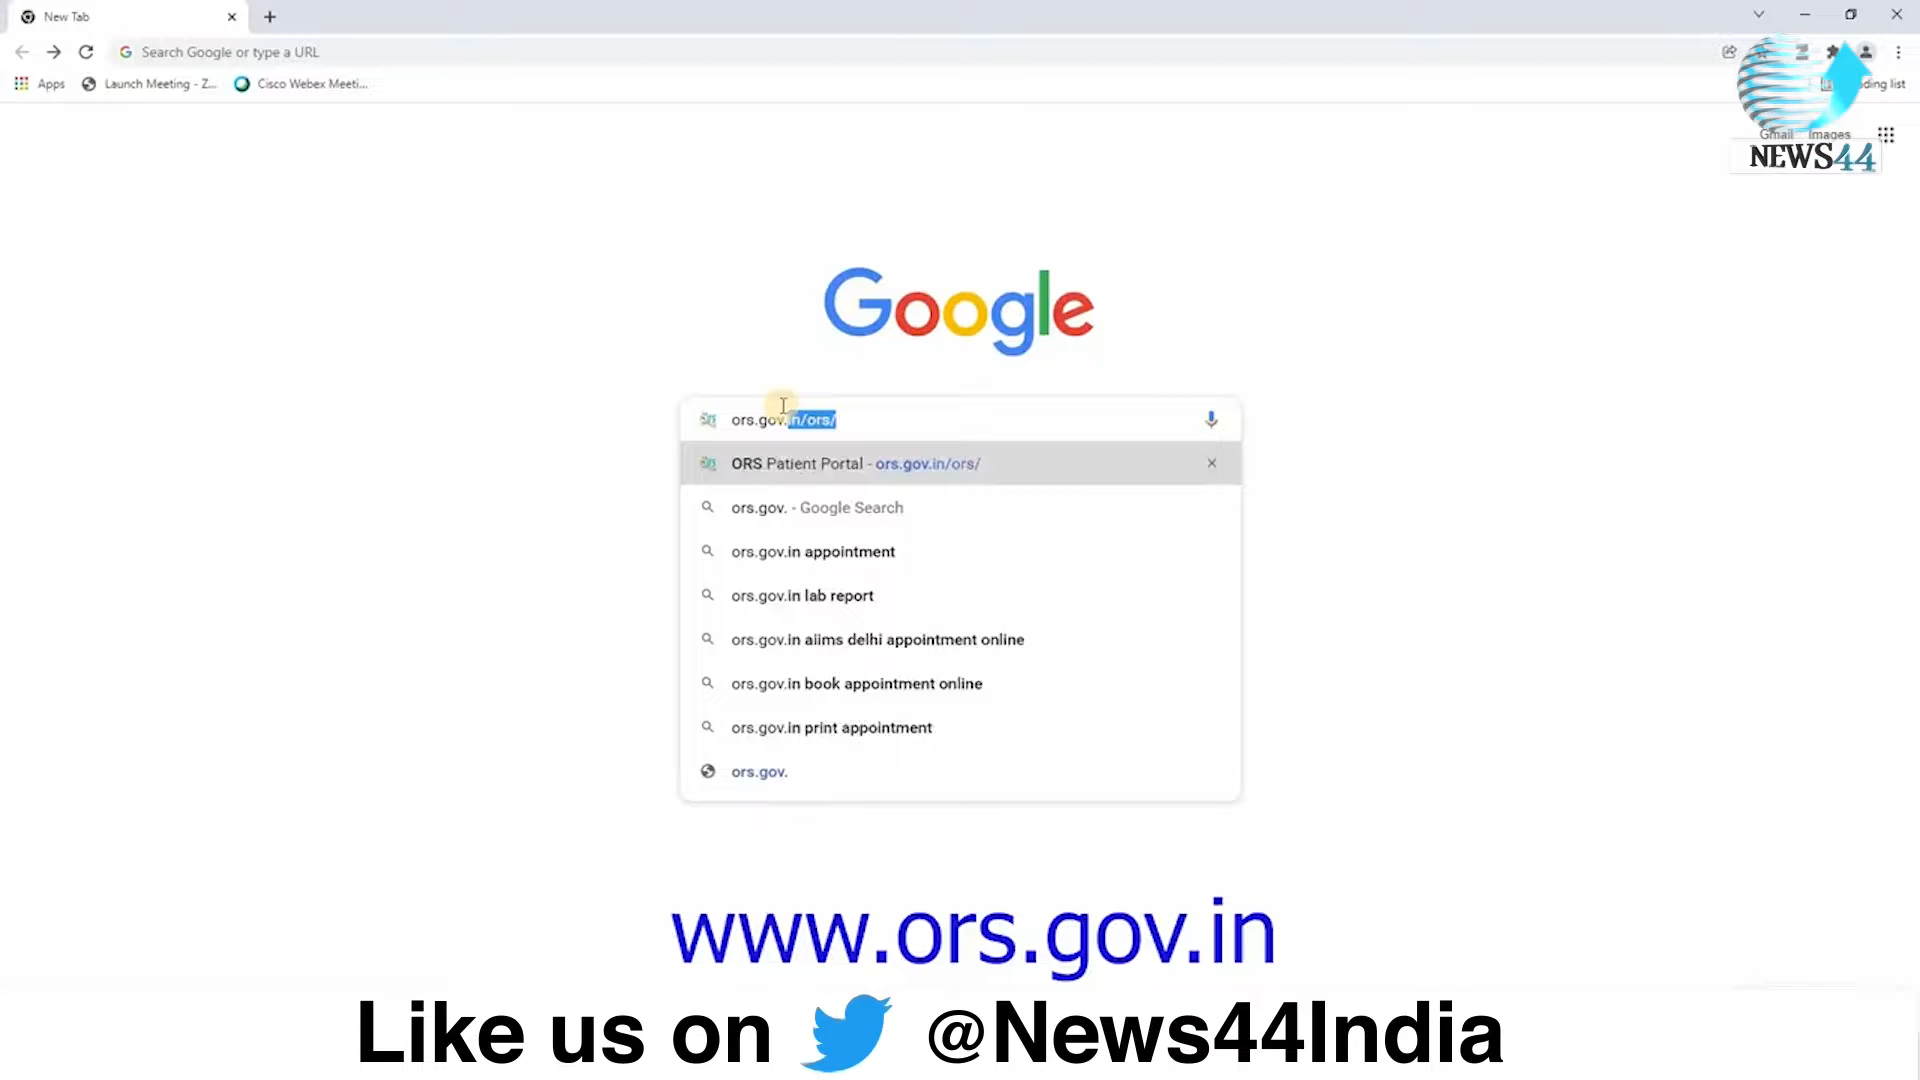 New Tab
Search Google or type a URL
Apps
Launch Meeting - Z...
Cisco Webex Meeti...
ding list
Gmail
Images
NEWS44
Google
ors.gov.in/ors/
ORS Patient Portal - ors.gov.in/ors/
ors.gov. - Google Search
ors.gov.in appointment
ors.gov.in lab report
ors.gov.in aiims delhi appointment online
ors.gov.in book appointment online
ors.gov.in print appointment
ors.gov.
www.ors.gov.in
Like us on @News44India